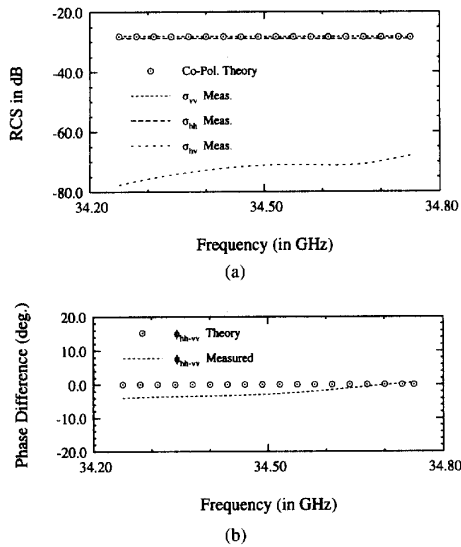 0.0
-20.0
-40.0
-60.0
-80.0
RCS in dB
Co-Pol. Theory
σvv Meas.
σhh Meas.
σhv Meas.
34.20 34.50 34.80
Frequency (in GHz)
(a)
20.0
10.0
0.0
-10.0
-20.0
Phase Difference (deg.)
ϕhh-vv Theory
ϕhh-vv Measured
34.20 34.50 34.80
Frequency (in GHz)
(b)